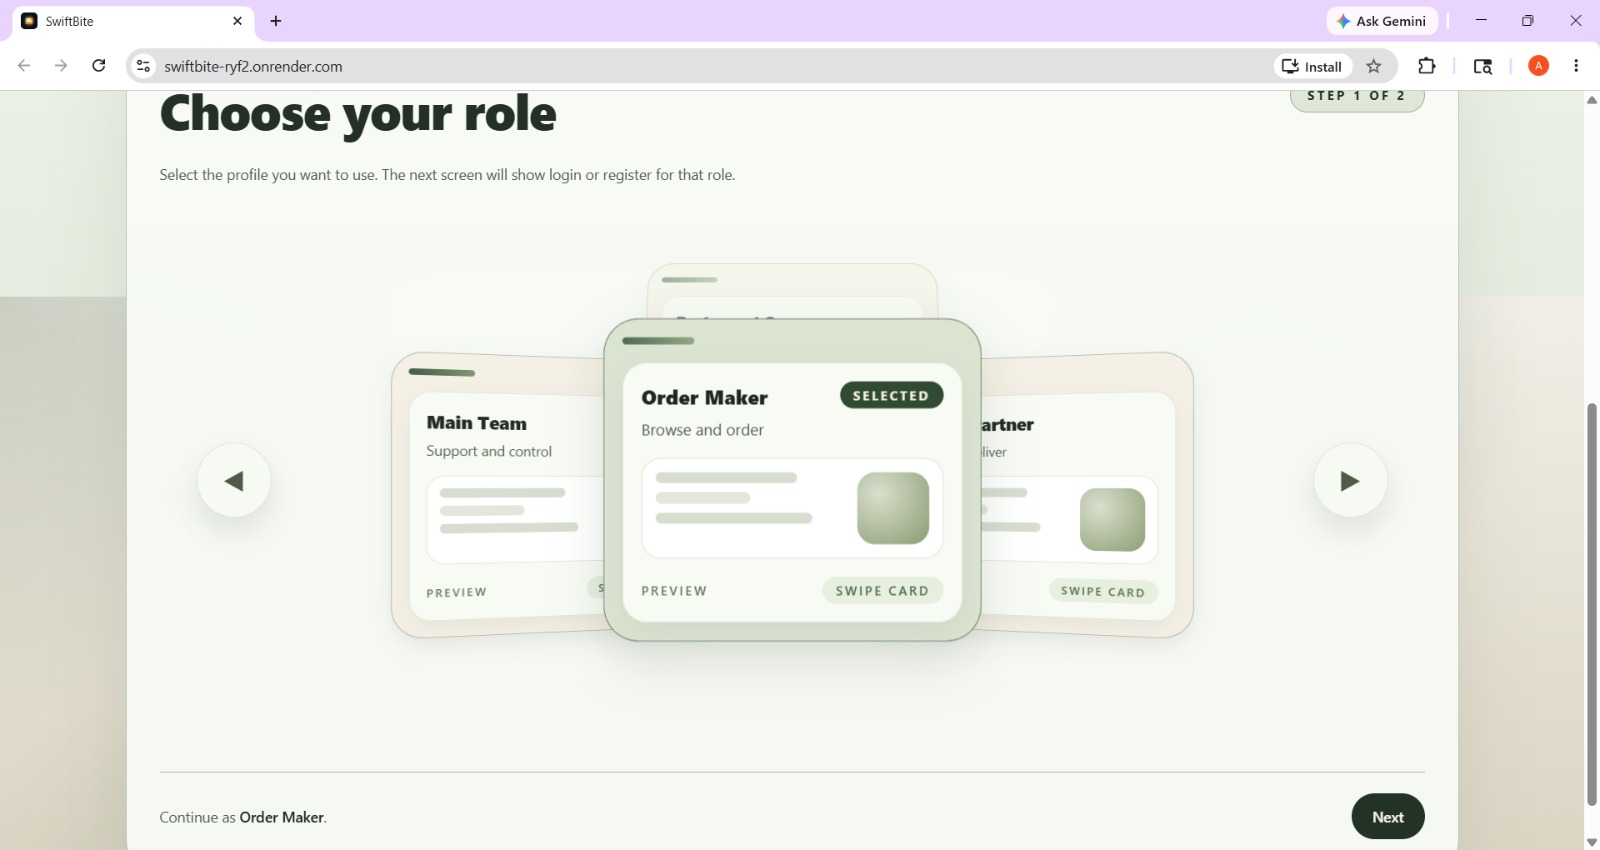 SwiftBite
Ask Gemini
swiftbite-ryf2.onrender.com
Install
A
Choose your role
STEP 1 OF 2
Select the profile you want to use. The next screen will show login or register for that role.
Main Team
Support and control
PREVIEW
Order Maker
SELECTED
Browse and order
PREVIEW
SWIPE CARD
SWIPE CARD
Continue as Order Maker.
Next